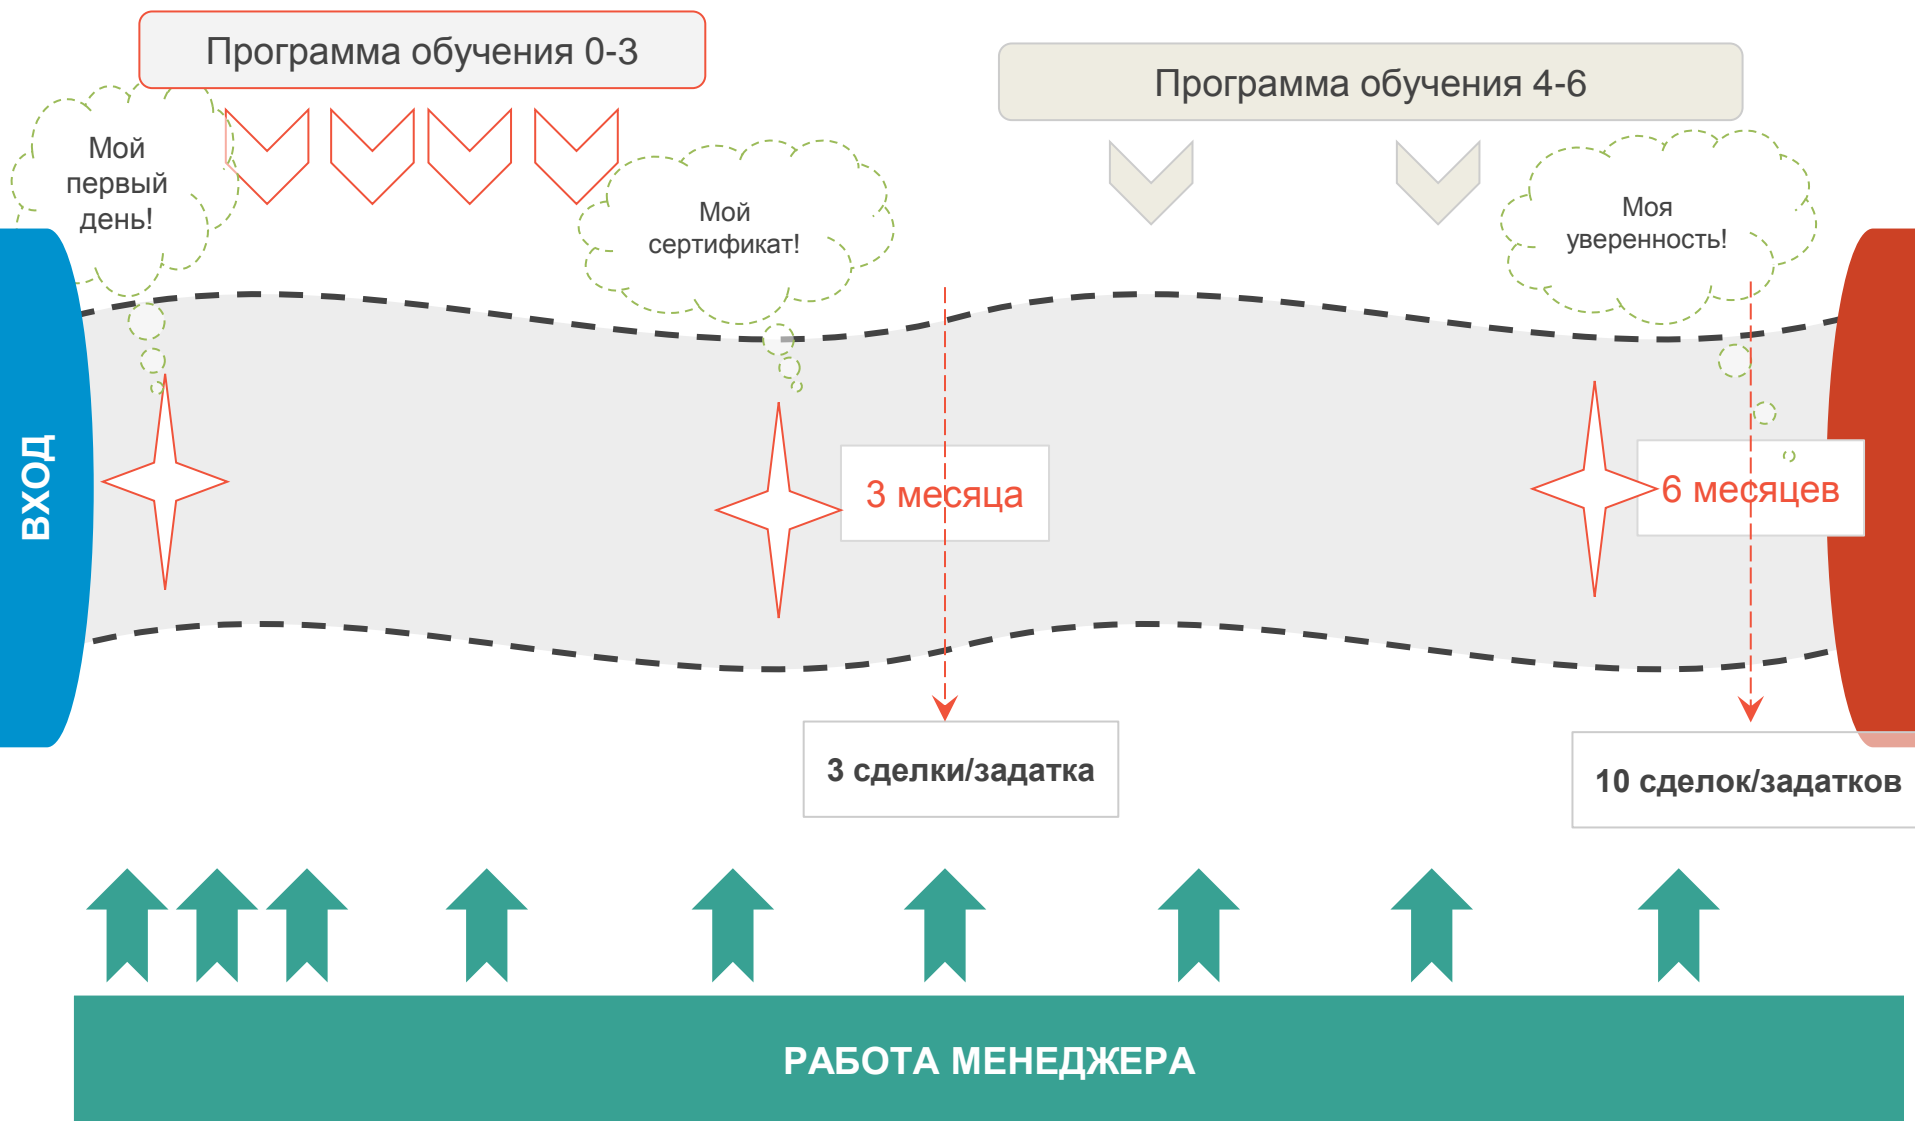 Программа обучения 0-3
Программа обучения 4-6
Мой
первый
день!
Мой
сертификат!
Моя
уверенность!
ВХОД
3 месяца
6 месяцев
3 сделки/задатка
10 сделок/задатков
РАБОТА МЕНЕДЖЕРА